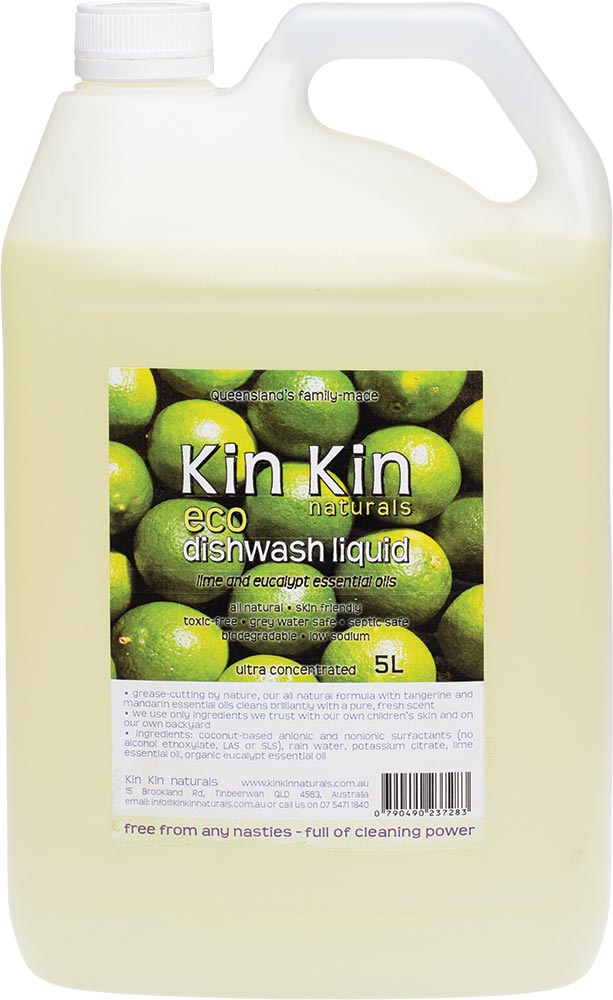 Queensland's family-made
Kin Kin
naturals
eco
dishwash liquid
lime and eucalypt essential oils
all natural • skin friendly
toxic-free • grey water safe • septic safe
biodegradable • low sodium
ultra concentrated 5L
• grease-cutting by nature, our all natural formula with tangerine and
mandarin essential oils cleans brilliantly with a pure, fresh scent
• we use only ingredients we trust with our own children's skin and on
our own backyard
• ingredients: coconut-based anionic and nonionic surfactants (no
alcohol ethoxylate, LAS or SLS), rain water, potassium citrate, lime
essential oil, organic eucalypt essential oil
Kin Kin naturals www.kinkinnaturals.com.au
15 Brookland Rd, Tinbeerwah QLD 4563, Australia
email: info@kinkinnaturals.com.au or call us on 07 5471 1840
0 790490 237283
free from any nasties - full of cleaning power